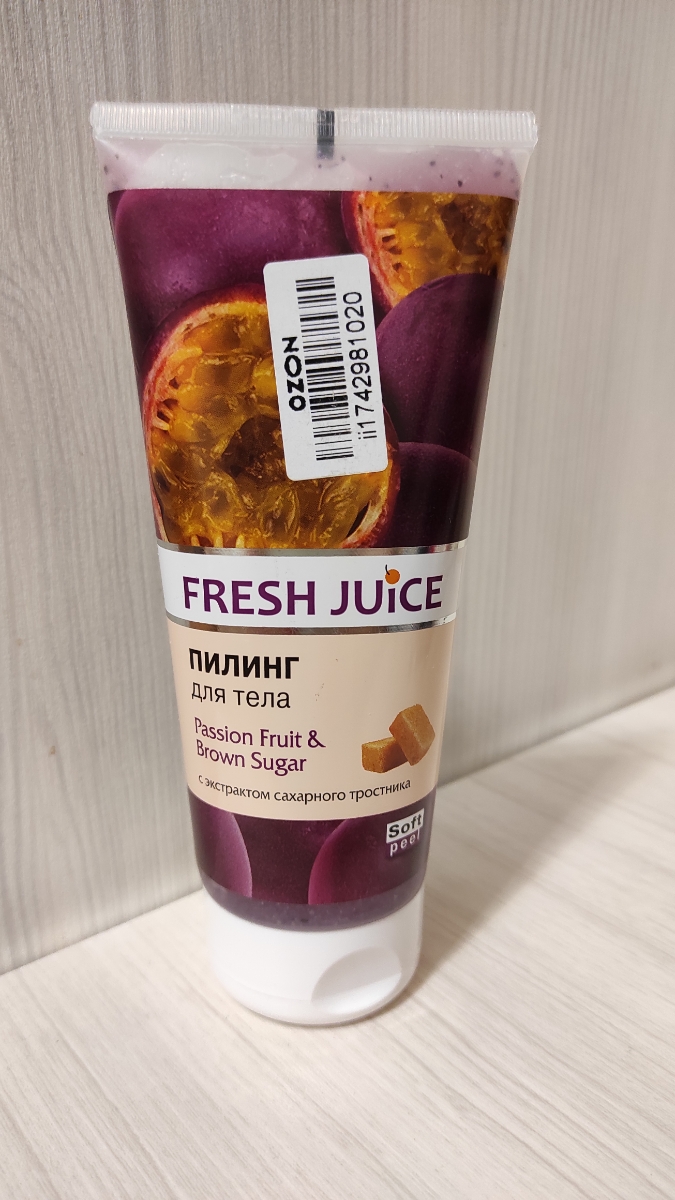 OZON
ii1742981020
FRESH JUiCE
ПИЛИНГ
для тела
Passion Fruit &
Brown Sugar
с экстрактом сахарного тростника
Soft
peel